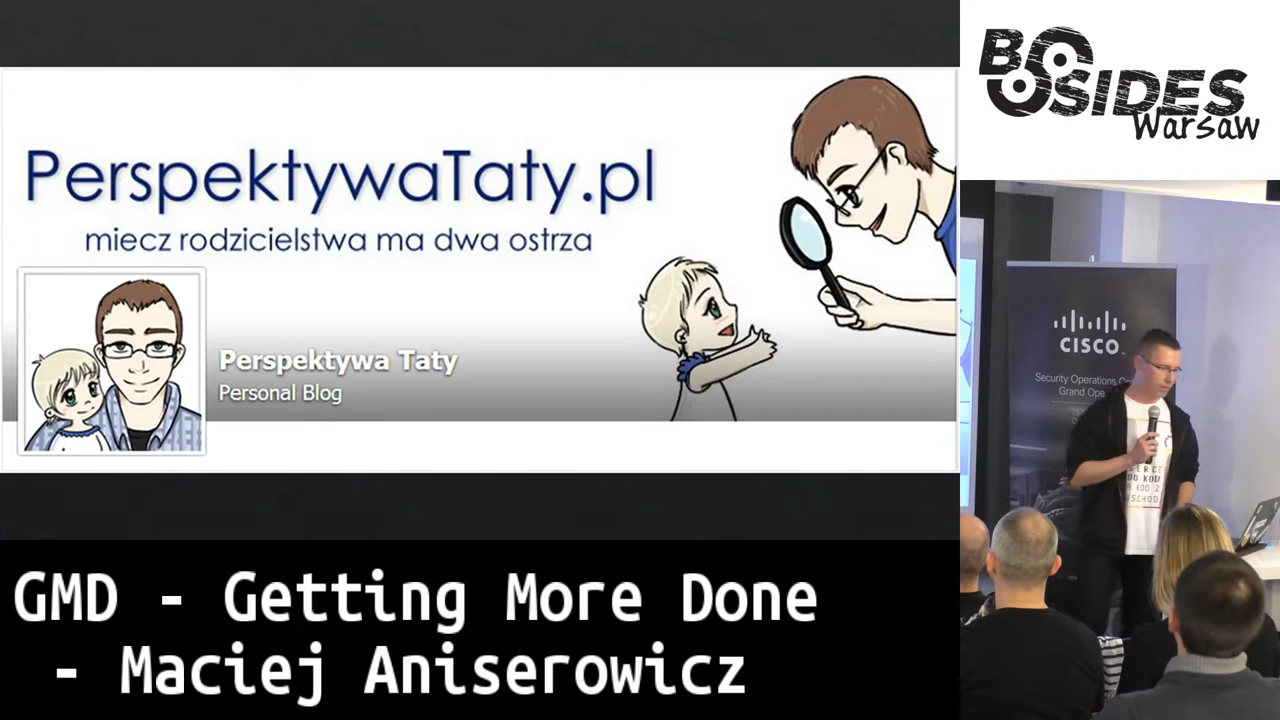 PerspektywaTaty.pl
miecz rodzicielstwa ma dwa ostrza
Perspektywa Taty
Personal Blog
GMD - Getting More Done
- Maciej Aniserowicz
BSIDES
Warsaw
CISCO
Security Operations
Grand